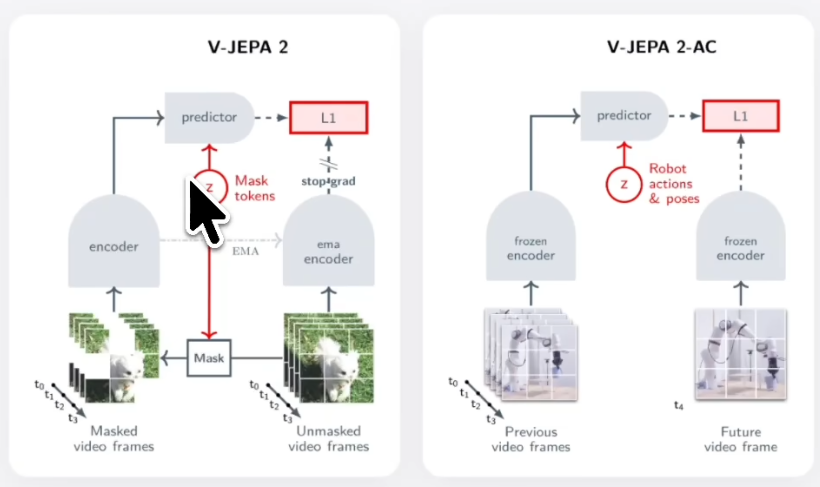 V-JEPA 2
predictor
L1
z
Mask
tokens
stop-grad
encoder
EMA
ema
encoder
Mask
t0
t1
t2
t3
Masked
video frames
t0
t1
t2
t3
Unmasked
video frames
V-JEPA 2-AC
predictor
L1
z
Robot
actions
& poses
frozen
encoder
frozen
encoder
t0
t1
t2
t3
Previous
video frames
t4
Future
video frame